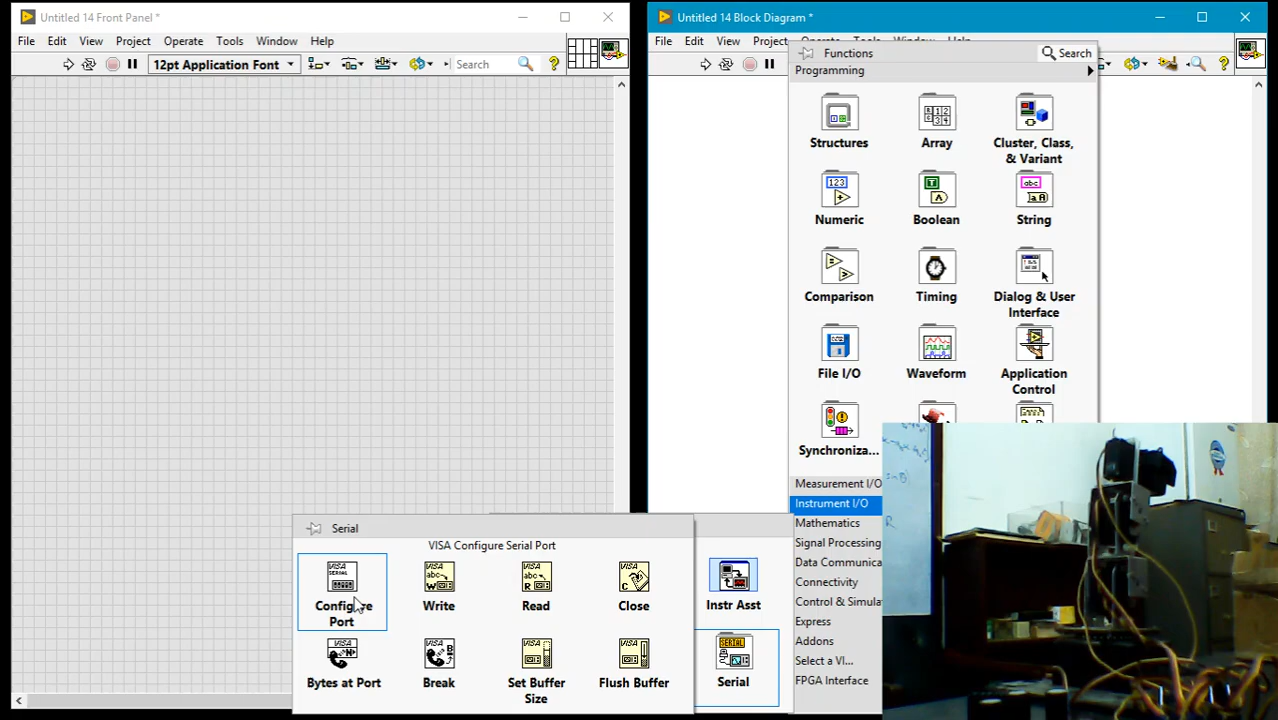 Untitled 14 Front Panel *
File Edit View Project Operate Tools Window Help
12pt Application Font Search
Untitled 14 Block Diagram *
File Edit View Project Operate Tools Window Help
Functions Search
Programming
Structures Array Cluster, Class, & Variant
Numeric Boolean String
Comparison Timing Dialog & User Interface
File I/O Waveform Application Control
Synchroniza...
Measurement I/O
Instrument I/O
Mathematics
Signal Processing
Data Communica
Connectivity
Control & Simula
Express
Addons
Select a VI...
FPGA Interface
Instr Asst
Serial
Serial
VISA Configure Serial Port
Configure Port Write Read Close
Bytes at Port Break Set Buffer Size Flush Buffer